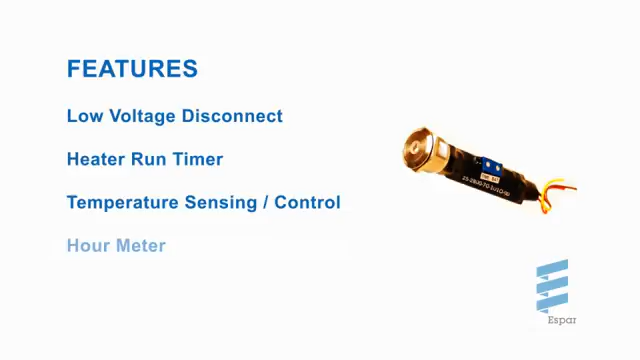 FEATURES
Low Voltage Disconnect
Heater Run Timer
Temperature Sensing / Control
Hour Meter
Espar